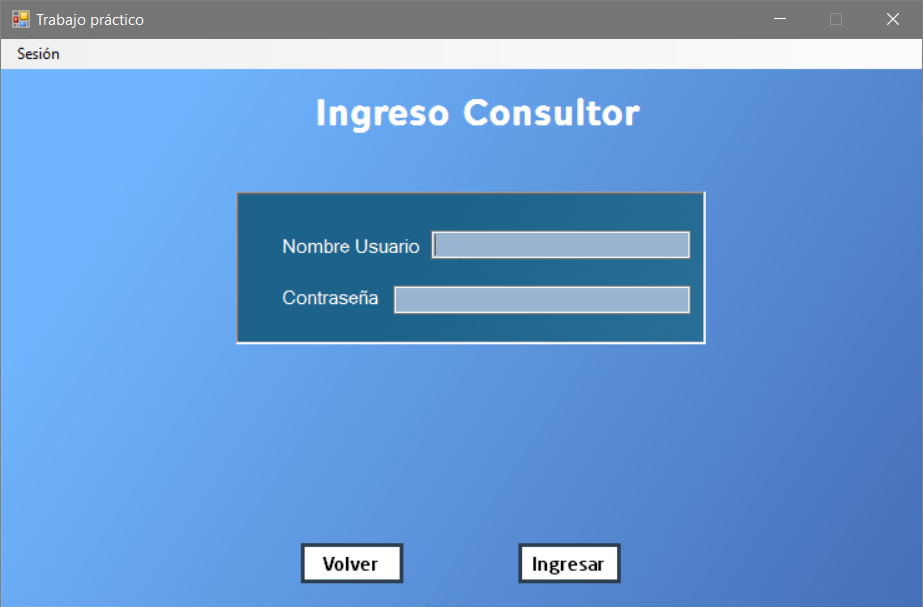 Trabajo práctico
Sesión
Ingreso Consultor
Nombre Usuario
Contraseña
Volver
Ingresar